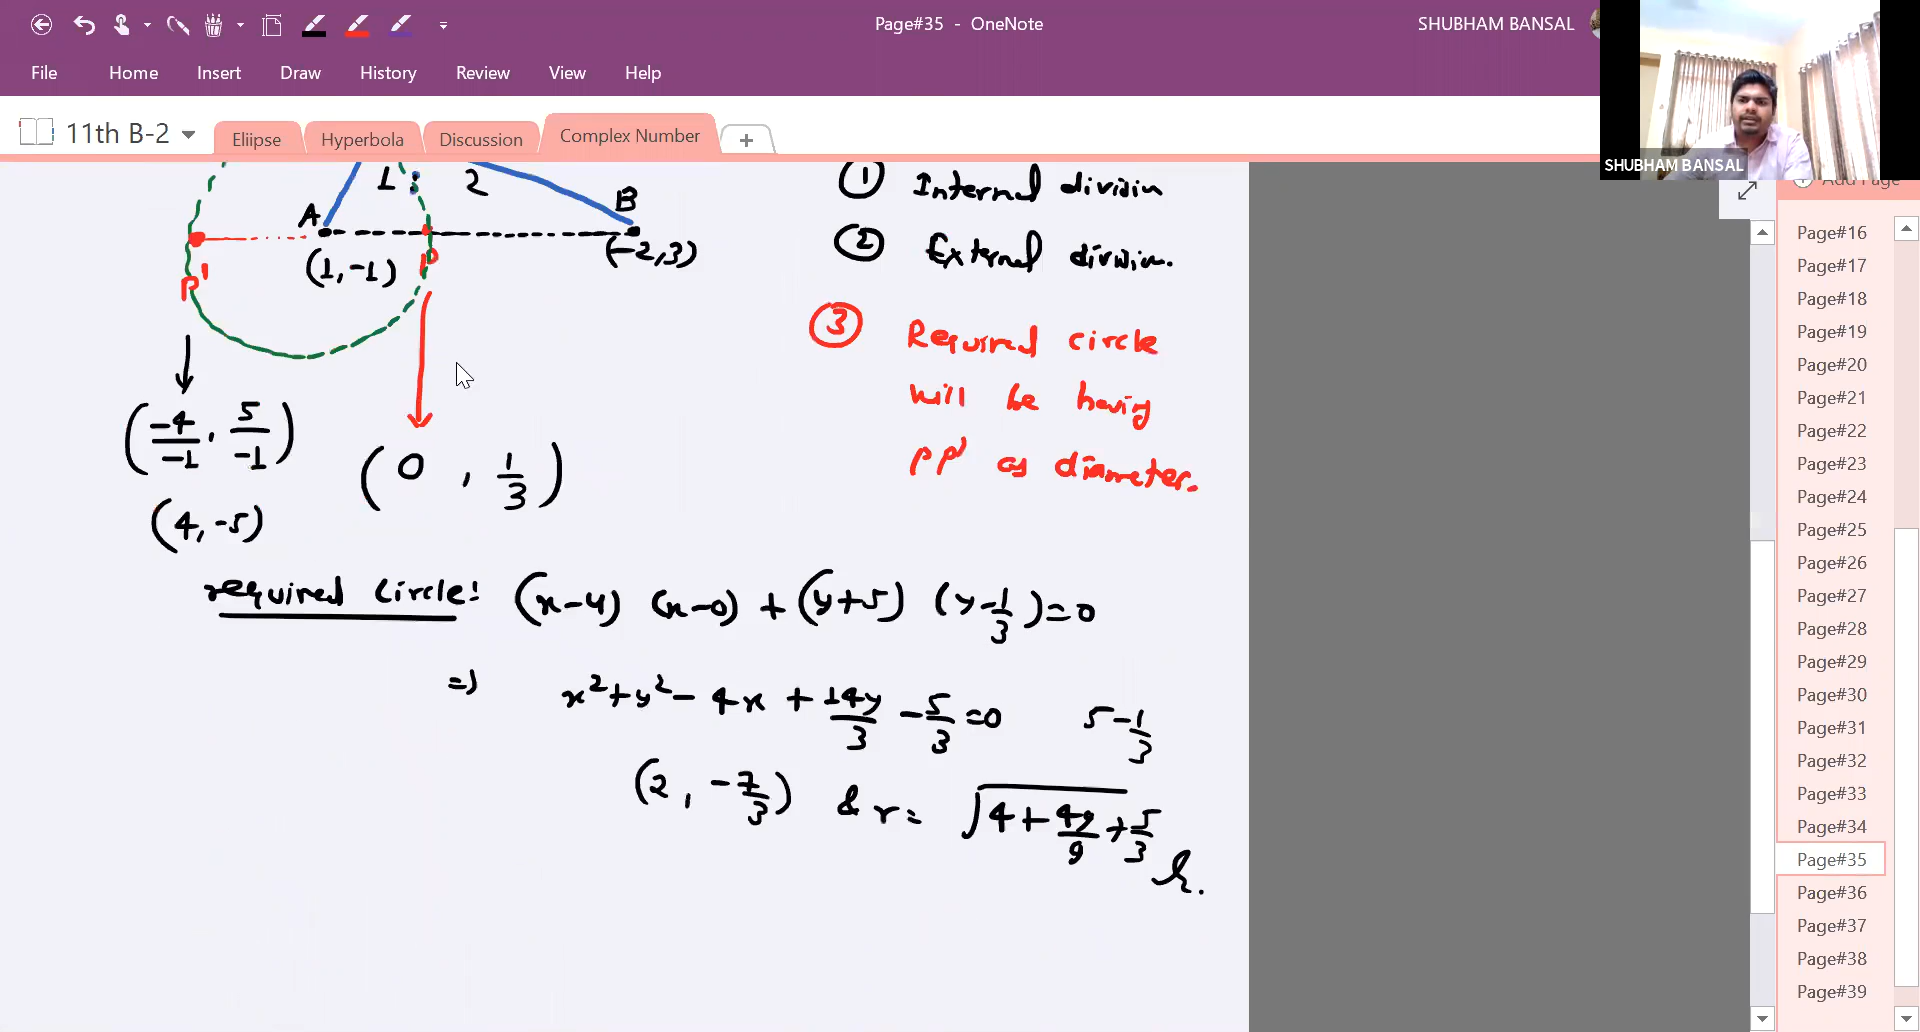 Page#35 - OneNote
SHUBHAM BANSAL
File Home Insert Draw History Review View Help
11th B-2 Eliipse Hyperbola Discussion Complex Number +
SHUBHAM BANSAL
Add Page
Page#16
Page#17
Page#18
Page#19
Page#20
Page#21
Page#22
Page#23
Page#24
Page#25
Page#26
Page#27
Page#28
Page#29
Page#30
Page#31
Page#32
Page#33
Page#34
Page#35
Page#36
Page#37
Page#38
Page#39
1 2
A B
(1,-1) P (-2,3)
P'
(-4/-1, 5/-1)
(4,-5)
(0, 1/3)
① Internal division
② External division.
③ Required circle
will be having
PP' as diameter.
required circle: (x-4) (x-0) + (y+5) (y-1/3)=0
=> x²+y²-4x+14y/3-5/3=0 5-1/3
(2, -7/3) & r= √4+49/9+5/3